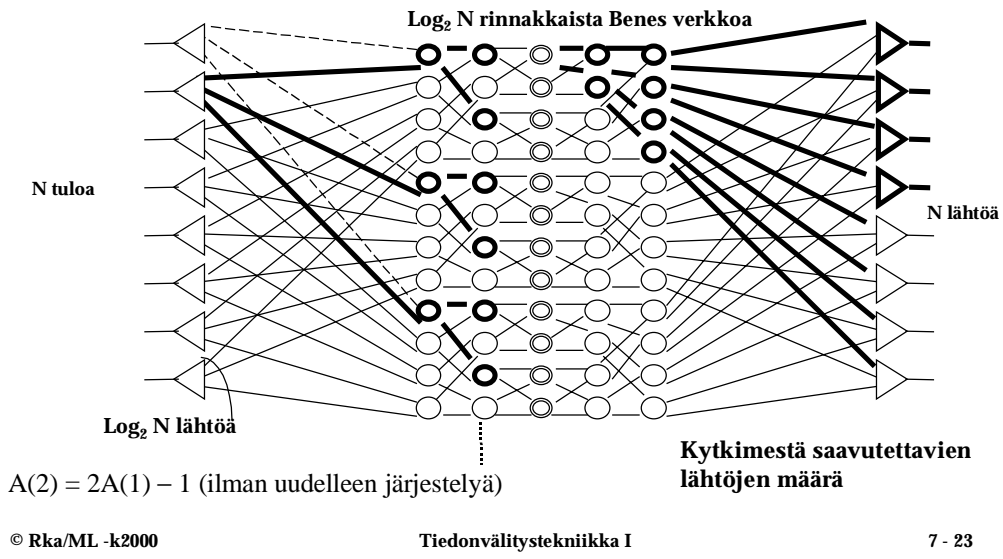 Log₂ N rinnakkaista Benes verkkoa
N tuloa
N lähtöä
Log₂ N lähtöä
Kytkimestä saavutettavien
lähtöjen määrä
A(2) = 2A(1) – 1 (ilman uudelleen järjestelyä)
© Rka/ML -k2000 Tiedonvälitystekniikka I 7 - 23